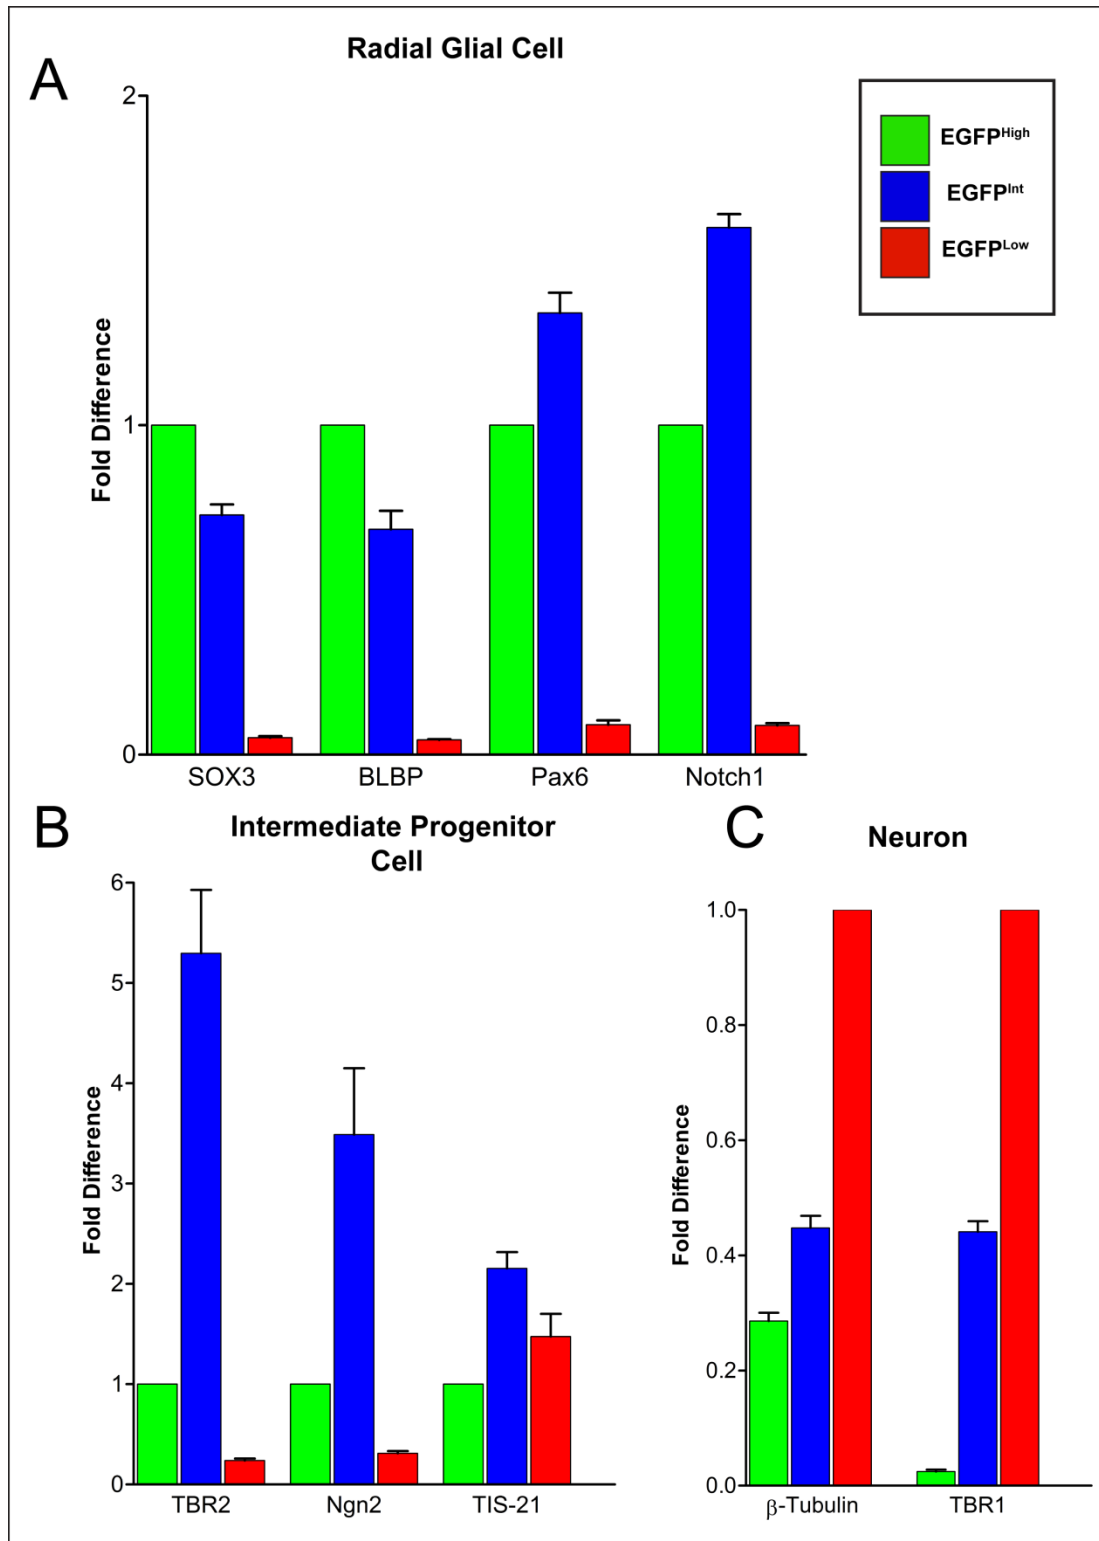 A
Radial Glial Cell
EGFPHigh
EGFPInt
EGFPLow
Fold Difference
2
1
0
SOX3
BLBP
Pax6
Notch1
B
Intermediate Progenitor
Cell
Fold Difference
6
5
4
3
2
1
0
TBR2
Ngn2
TIS-21
C
Neuron
Fold Difference
1.0
0.8
0.6
0.4
0.2
0.0
β-Tubulin
TBR1